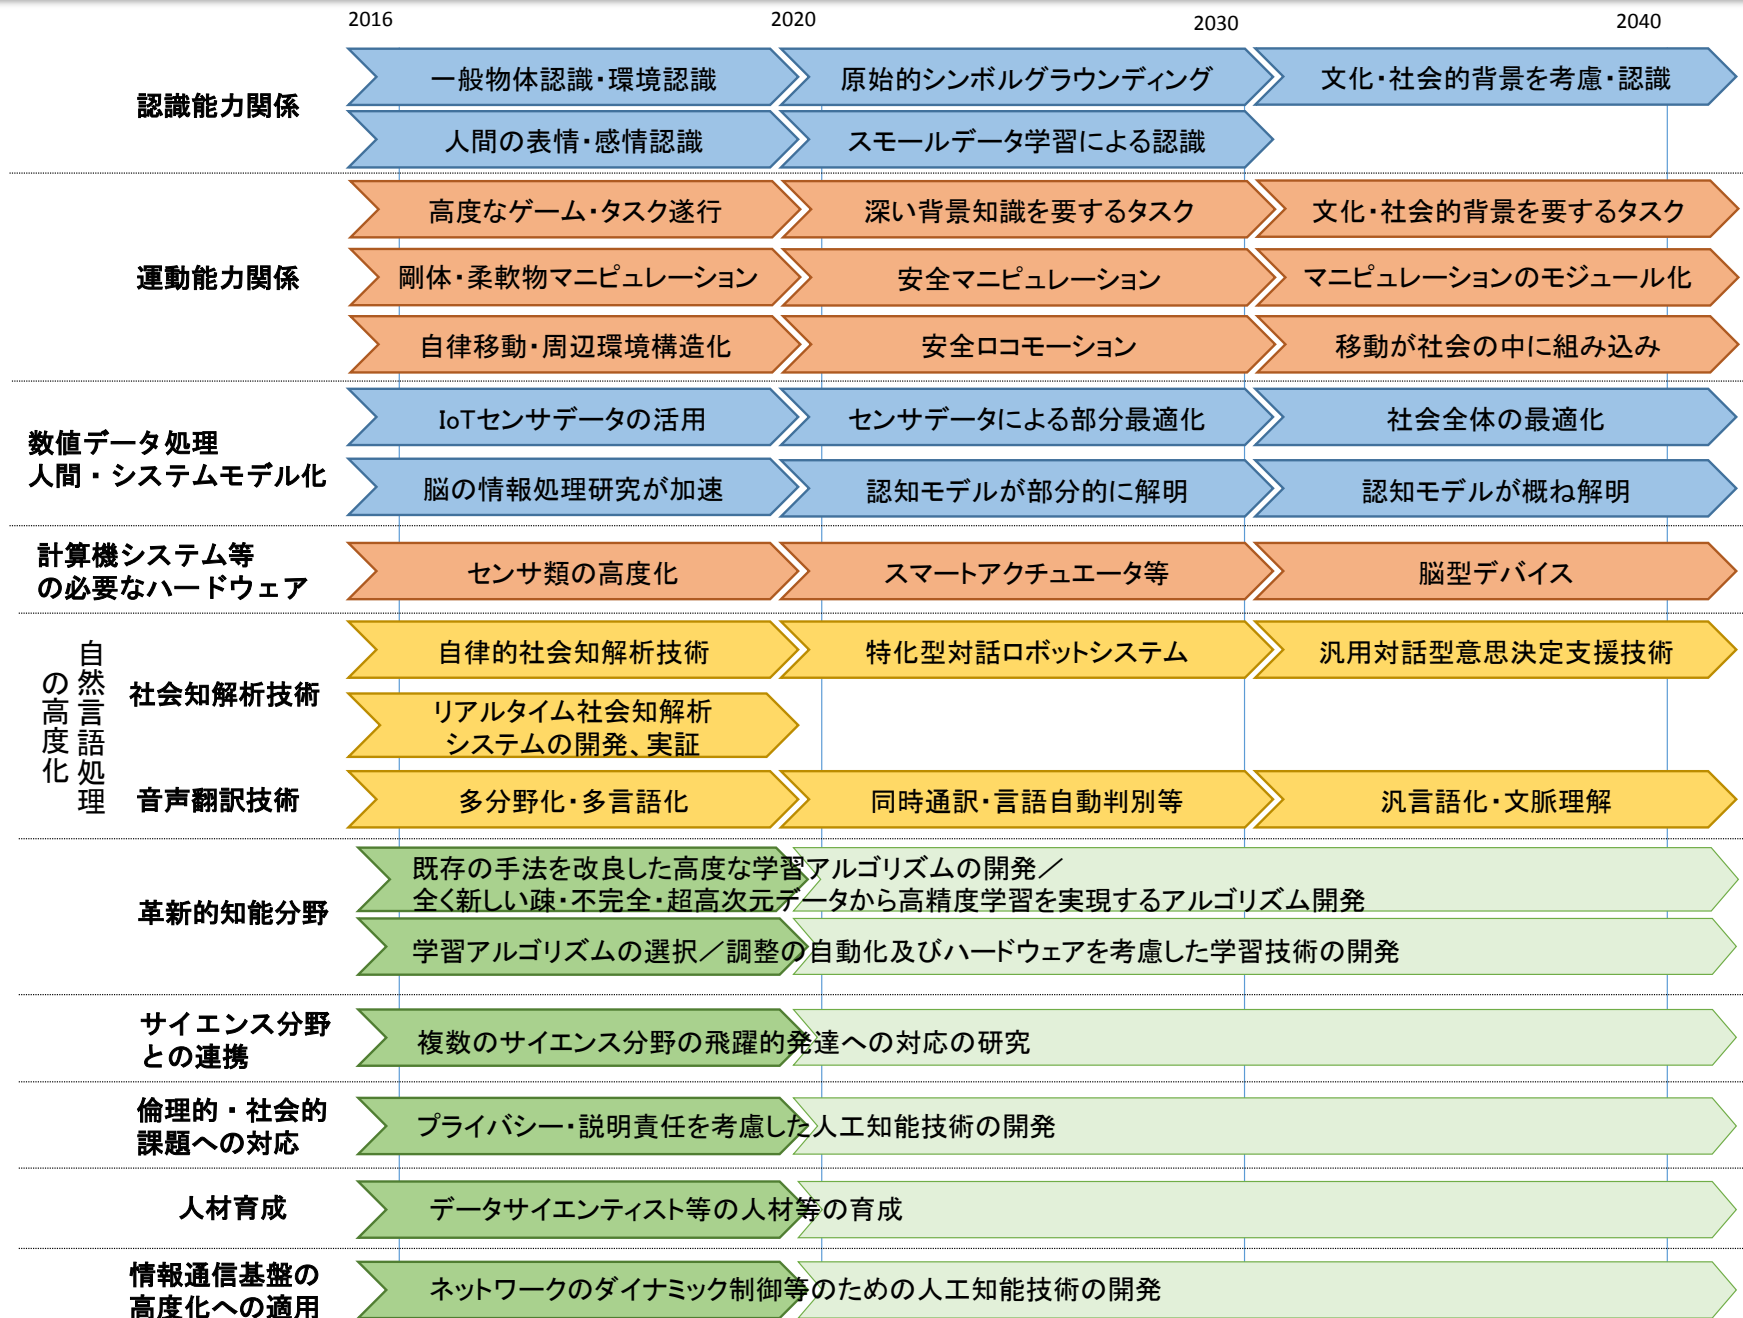 2016
2020
2030
2040
認識能力関係
一般物体認識・環境認識
原始的シンボルグラウンディング
文化・社会的背景を考慮・認識
人間の表情・感情認識
スモールデータ学習による認識
運動能力関係
高度なゲーム・タスク遂行
深い背景知識を要するタスク
文化・社会的背景を要するタスク
剛体・柔軟物マニピュレーション
安全マニピュレーション
マニピュレーションのモジュール化
自律移動・周辺環境構造化
安全ロコモーション
移動が社会の中に組み込み
数値データ処理
人間・システムモデル化
IoTセンサデータの活用
センサデータによる部分最適化
社会全体の最適化
脳の情報処理研究が加速
認知モデルが部分的に解明
認知モデルが概ね解明
計算機システム等
の必要なハードウェア
センサ類の高度化
スマートアクチュエータ等
脳型デバイス
自然言語処理
の高度化
社会知解析技術
自律的社会知解析技術
特化型対話ロボットシステム
汎用対話型意思決定支援技術
リアルタイム社会知解析
システムの開発、実証
音声翻訳技術
多分野化・多言語化
同時通訳・言語自動判別等
汎言語化・文脈理解
革新的知能分野
既存の手法を改良した高度な学習アルゴリズムの開発／
全く新しい疎・不完全・超高次元データから高精度学習を実現するアルゴリズム開発
学習アルゴリズムの選択／調整の自動化及びハードウェアを考慮した学習技術の開発
サイエンス分野
との連携
複数のサイエンス分野の飛躍的発達への対応の研究
倫理的・社会的
課題への対応
プライバシー・説明責任を考慮した人工知能技術の開発
人材育成
データサイエンティスト等の人材等の育成
情報通信基盤の
高度化への適用
ネットワークのダイナミック制御等のための人工知能技術の開発